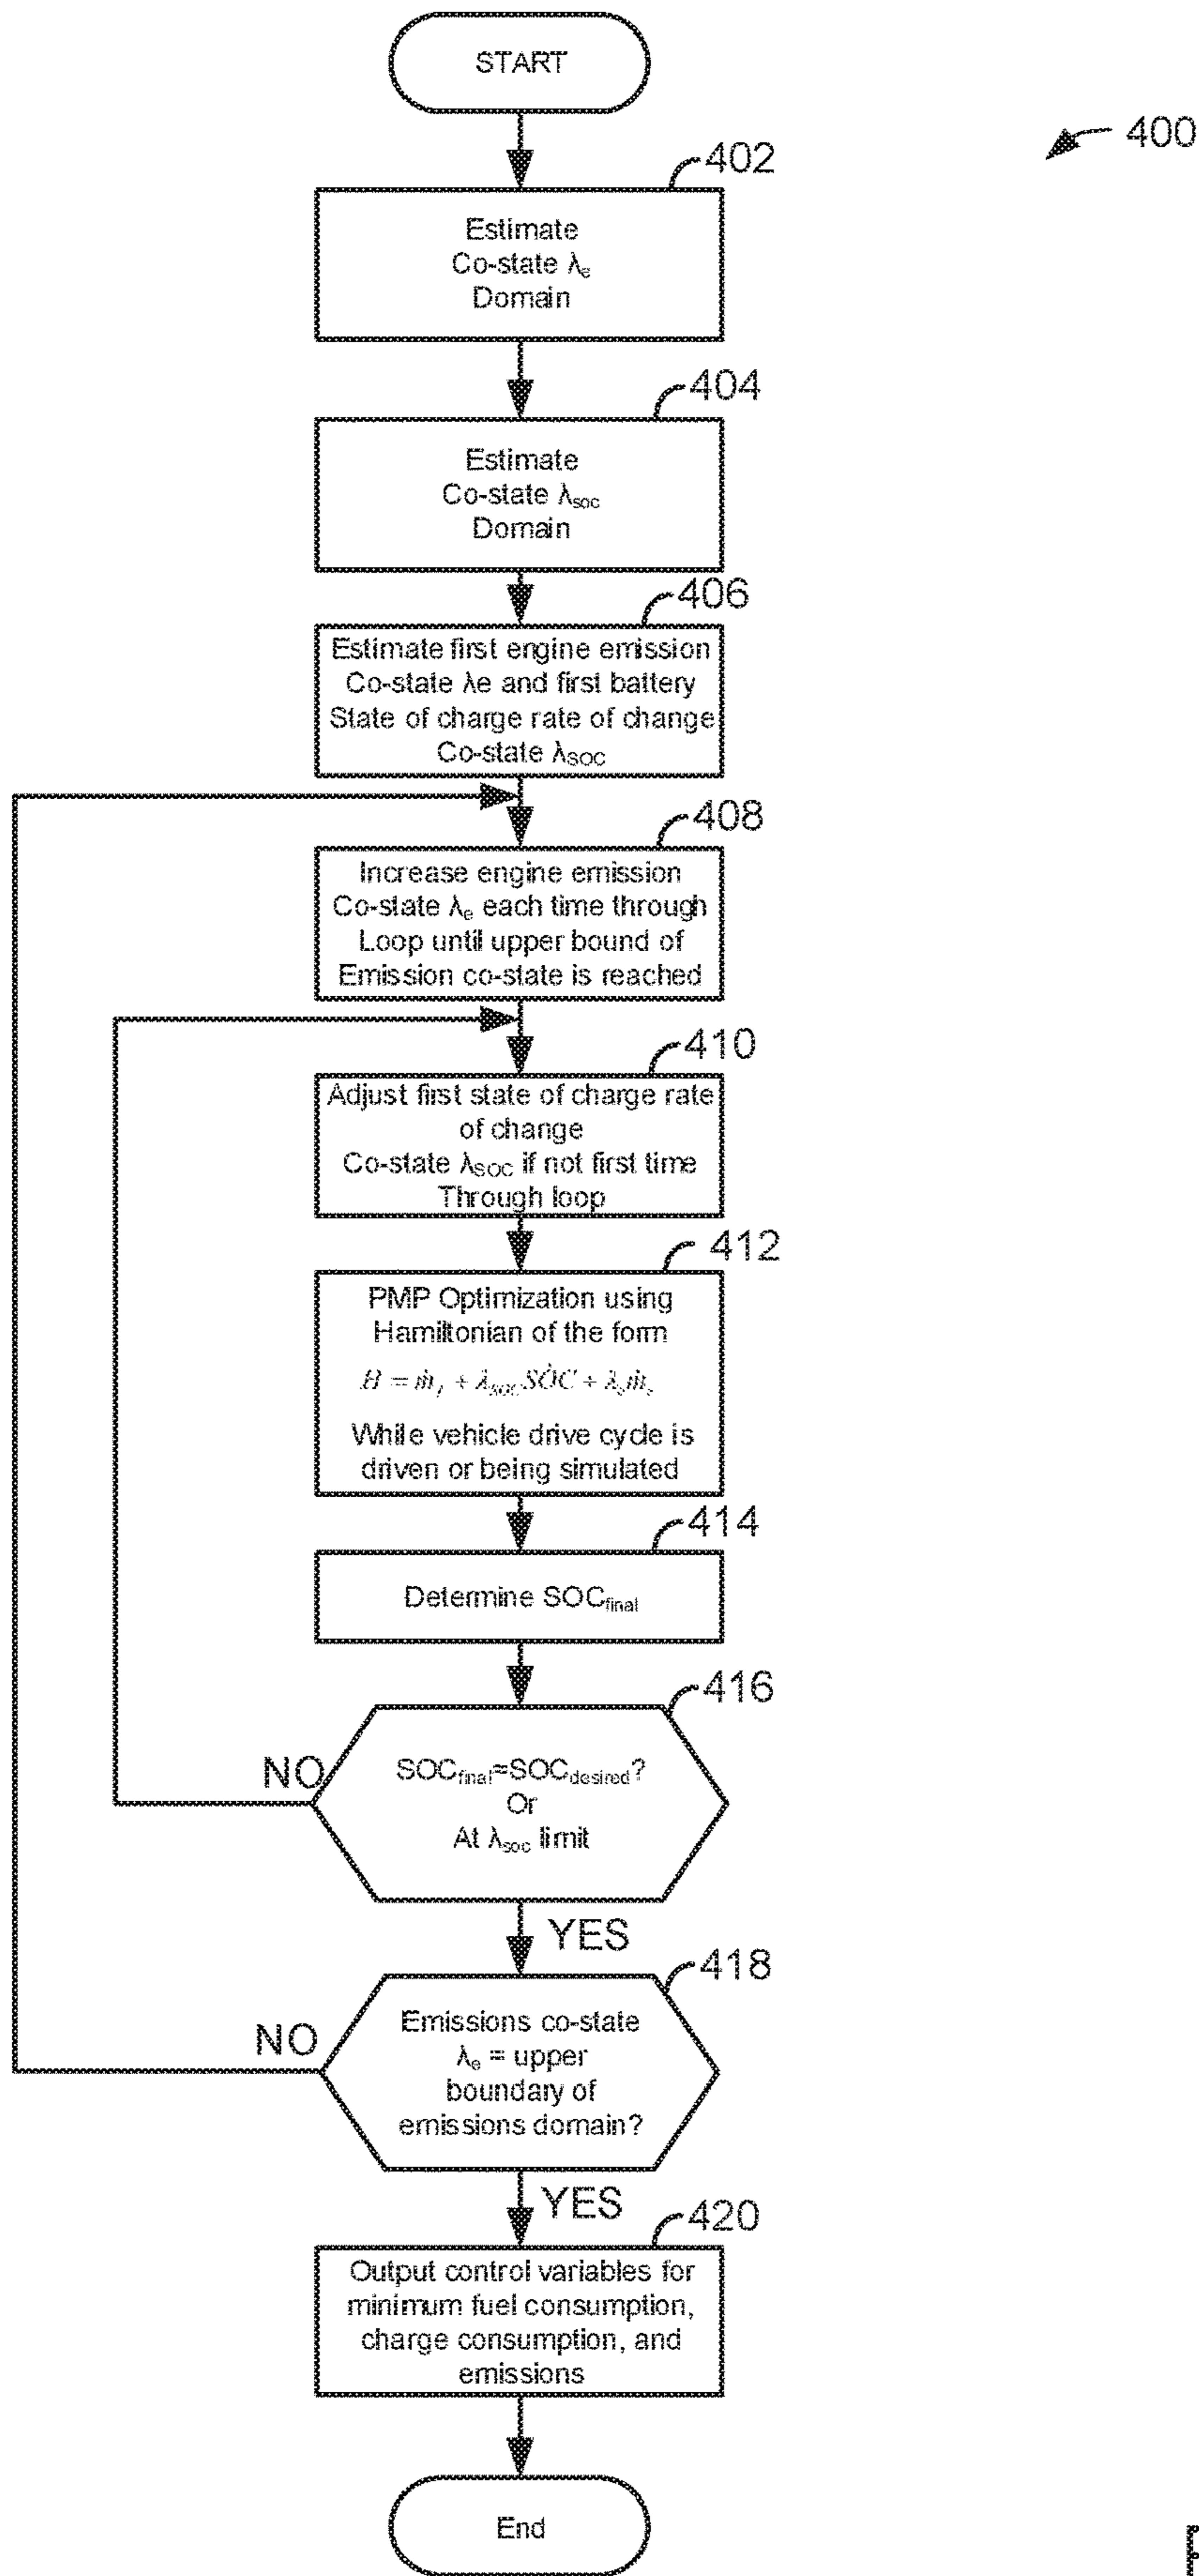 START
400
402
Estimate
Co-state λe
Domain
404
Estimate
Co-state λsoc
Domain
406
Estimate first engine emission
Co-state λe and first battery
State of charge rate of change
Co-state λSOC
408
Increase engine emission
Co-state λe each time through
Loop until upper bound of
Emission co-state is reached
410
Adjust first state of charge rate
of change
Co-state λSOC if not first time
Through loop
412
PMP Optimization using
Hamiltonian of the form
H = ṁf + λSOC SȮC + λe ṁe
While vehicle drive cycle is
driven or being simulated
414
Determine SOCfinal
416
NO
SOCfinal=SOCdesired?
Or
At λsoc limit
YES
418
NO
Emissions co-state
λe = upper
boundary of
emissions domain?
YES
420
Output control variables for
minimum fuel consumption,
charge consumption, and
emissions
End